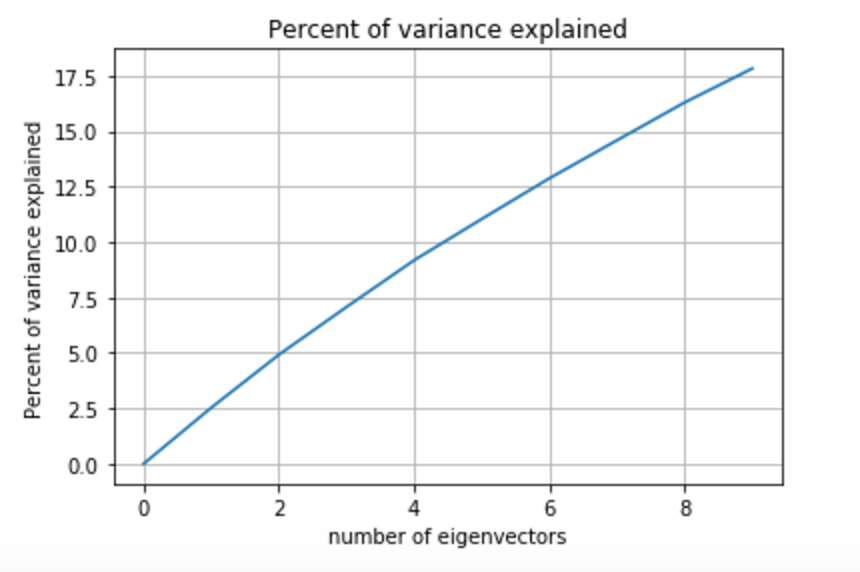 Percent of variance explained
Percent of variance explained
17.5
15.0
12.5
10.0
7.5
5.0
2.5
0.0
0 2 4 6 8
number of eigenvectors